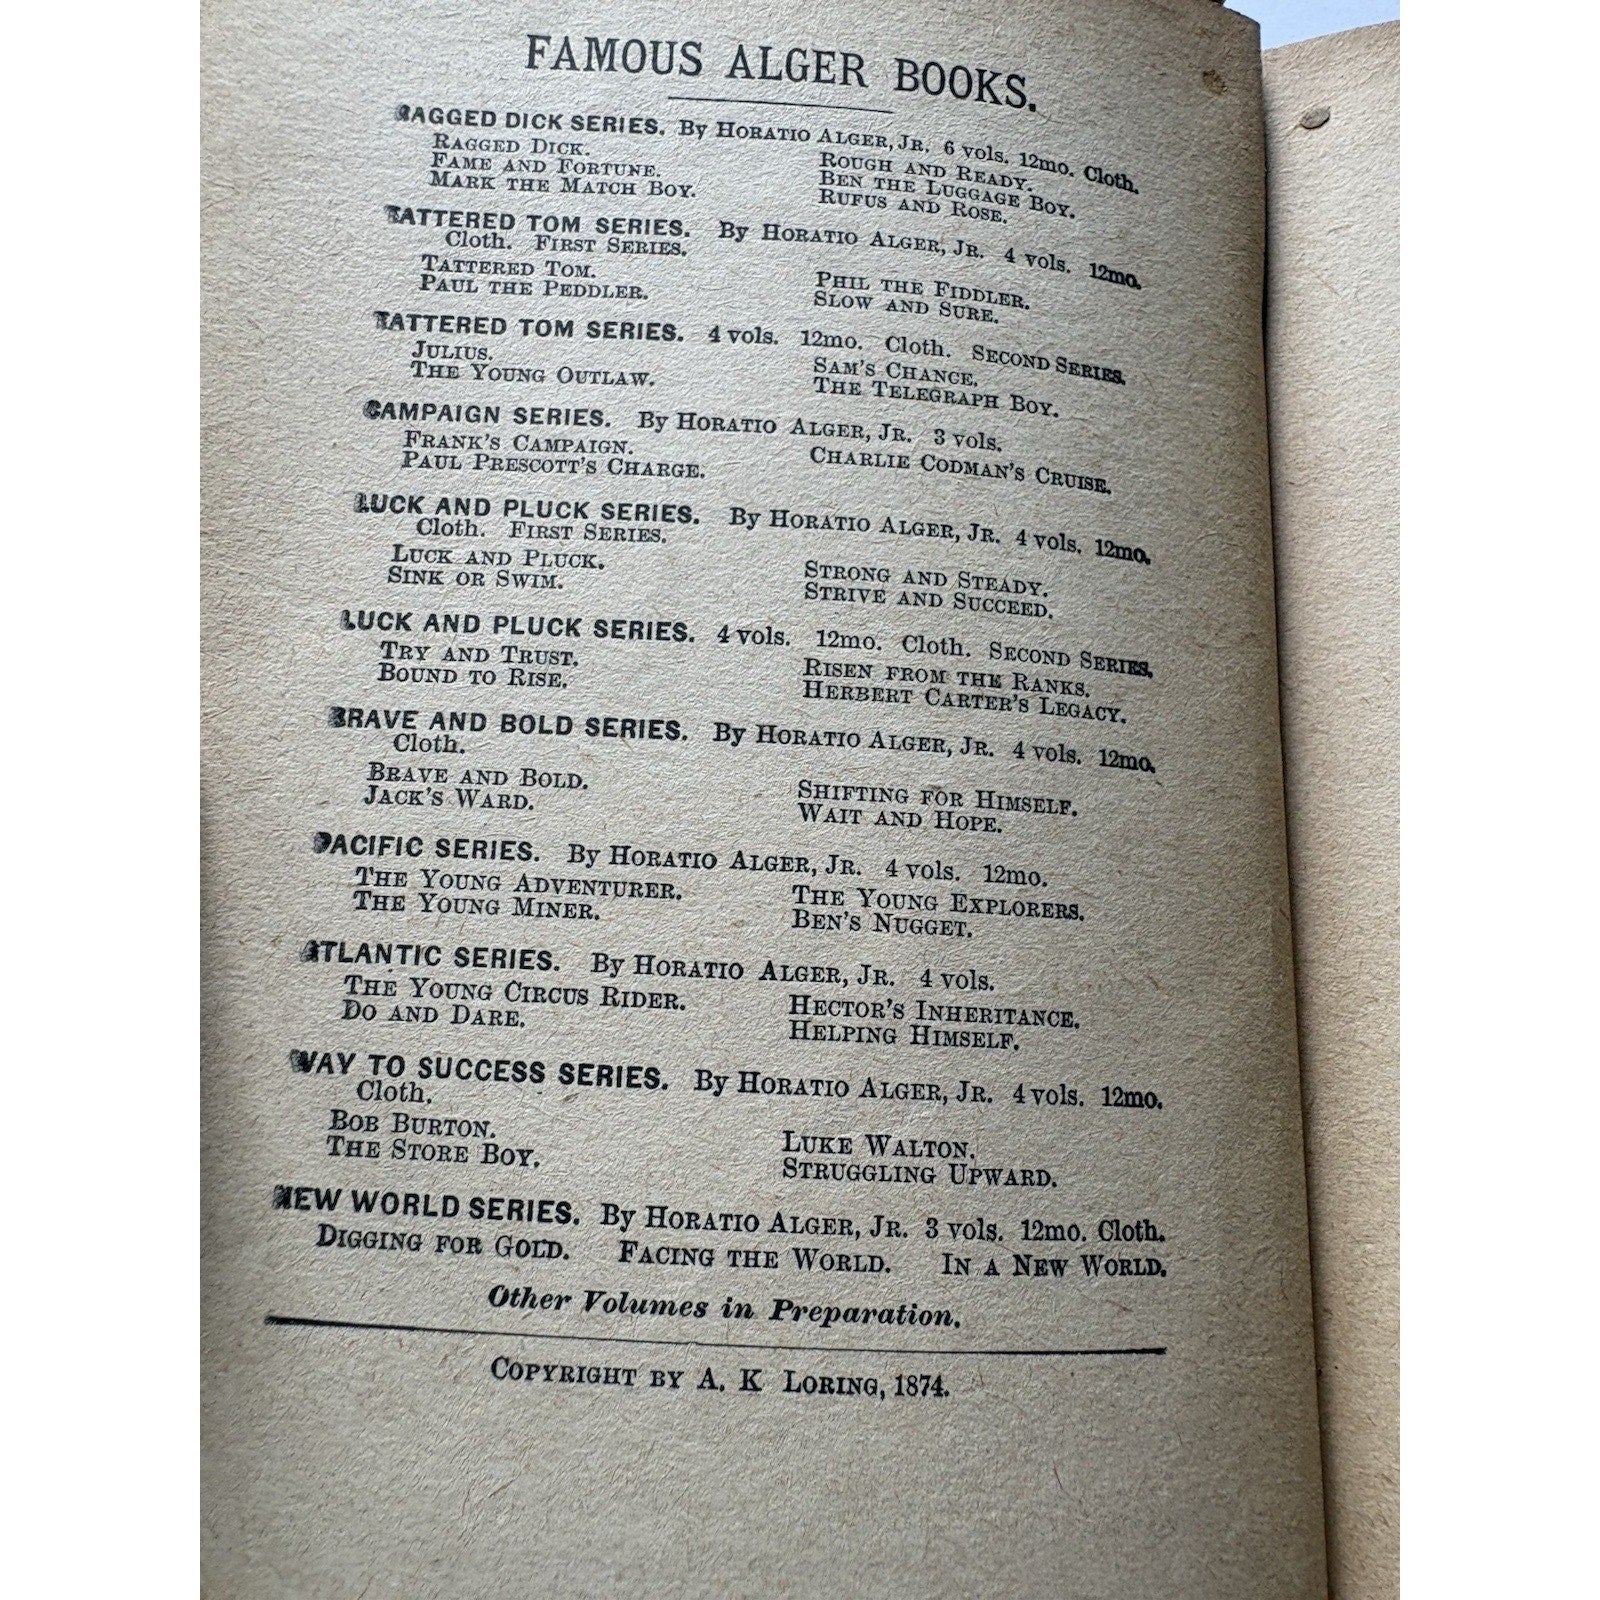 FAMOUS ALGER BOOKS.
RAGGED DICK SERIES. By HORATIO ALGER, JR. 6 vols. 12mo. Cloth.
RAGGED DICK. ROUGH AND READY.
FAME AND FORTUNE. BEN THE LUGGAGE BOY.
MARK THE MATCH BOY. RUFUS AND ROSE.
TATTERED TOM SERIES. By HORATIO ALGER, JR. 4 vols. 12mo.
Cloth. FIRST SERIES.
TATTERED TOM. PHIL THE FIDDLER.
PAUL THE PEDDLER. SLOW AND SURE.
TATTERED TOM SERIES. 4 vols. 12mo. Cloth. SECOND SERIES.
JULIUS. SAM'S CHANCE.
THE YOUNG OUTLAW. THE TELEGRAPH BOY.
CAMPAIGN SERIES. By HORATIO ALGER, JR. 3 vols.
FRANK'S CAMPAIGN. CHARLIE CODMAN'S CRUISE.
PAUL PRESCOTT'S CHARGE.
LUCK AND PLUCK SERIES. By HORATIO ALGER, JR. 4 vols. 12mo.
Cloth. FIRST SERIES.
LUCK AND PLUCK. STRONG AND STEADY.
SINK OR SWIM. STRIVE AND SUCCEED.
LUCK AND PLUCK SERIES. 4 vols. 12mo. Cloth. SECOND SERIES.
TRY AND TRUST. RISEN FROM THE RANKS.
BOUND TO RISE. HERBERT CARTER'S LEGACY.
BRAVE AND BOLD SERIES. By HORATIO ALGER, JR. 4 vols. 12mo.
Cloth.
BRAVE AND BOLD. SHIFTING FOR HIMSELF.
JACK'S WARD. WAIT AND HOPE.
PACIFIC SERIES. By HORATIO ALGER, JR. 4 vols. 12mo.
THE YOUNG ADVENTURER. THE YOUNG EXPLORERS.
THE YOUNG MINER. BEN'S NUGGET.
ATLANTIC SERIES. By HORATIO ALGER, JR. 4 vols.
THE YOUNG CIRCUS RIDER. HECTOR'S INHERITANCE.
DO AND DARE. HELPING HIMSELF.
WAY TO SUCCESS SERIES. By HORATIO ALGER, JR. 4 vols. 12mo.
Cloth.
BOB BURTON. LUKE WALTON.
THE STORE BOY. STRUGGLING UPWARD.
NEW WORLD SERIES. By HORATIO ALGER, JR. 3 vols. 12mo. Cloth.
DIGGING FOR GOLD. FACING THE WORLD. IN A NEW WORLD.
Other Volumes in Preparation.
COPYRIGHT BY A. K LORING, 1874.